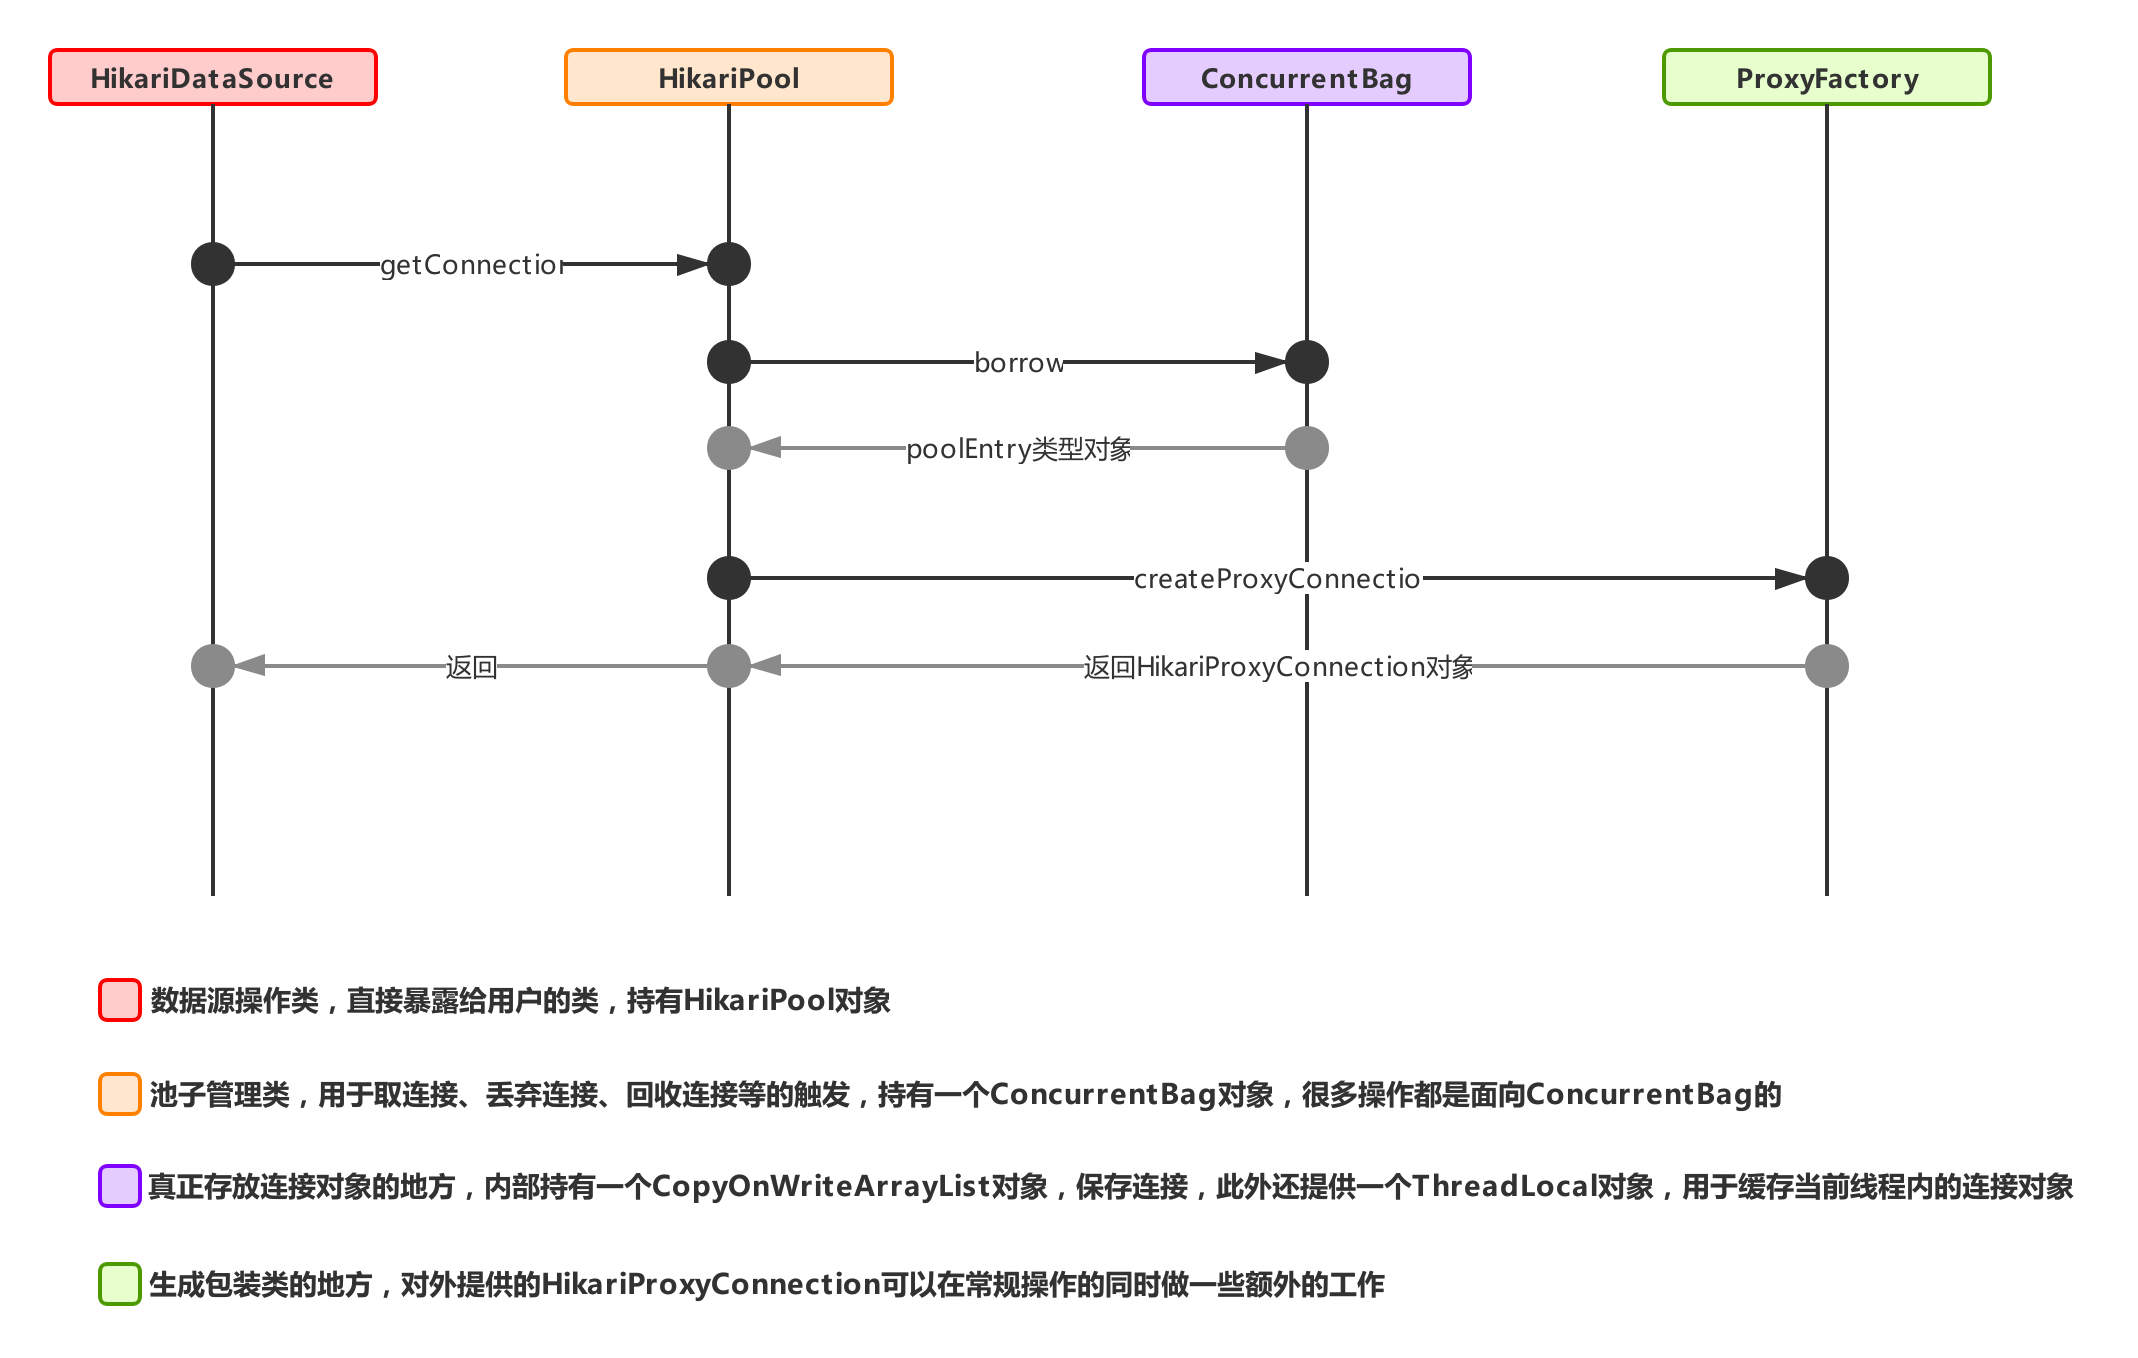 HikariDataSource
HikariPool
ConcurrentBag
ProxyFactory
getConnection
borrow
poolEntry类型对象
createProxyConnectio
返回
返回HikariProxyConnection对象
数据源操作类，直接暴露给用户的类，持有HikariPool对象
池子管理类，用于取连接、丢弃连接、回收连接等的触发，持有一个ConcurrentBag对象，很多操作都是面向ConcurrentBag的
真正存放连接对象的地方，内部持有一个CopyOnWriteArrayList对象，保存连接，此外还提供一个ThreadLocal对象，用于缓存当前线程内的连接对象
生成包装类的地方，对外提供的HikariProxyConnection可以在常规操作的同时做一些额外的工作